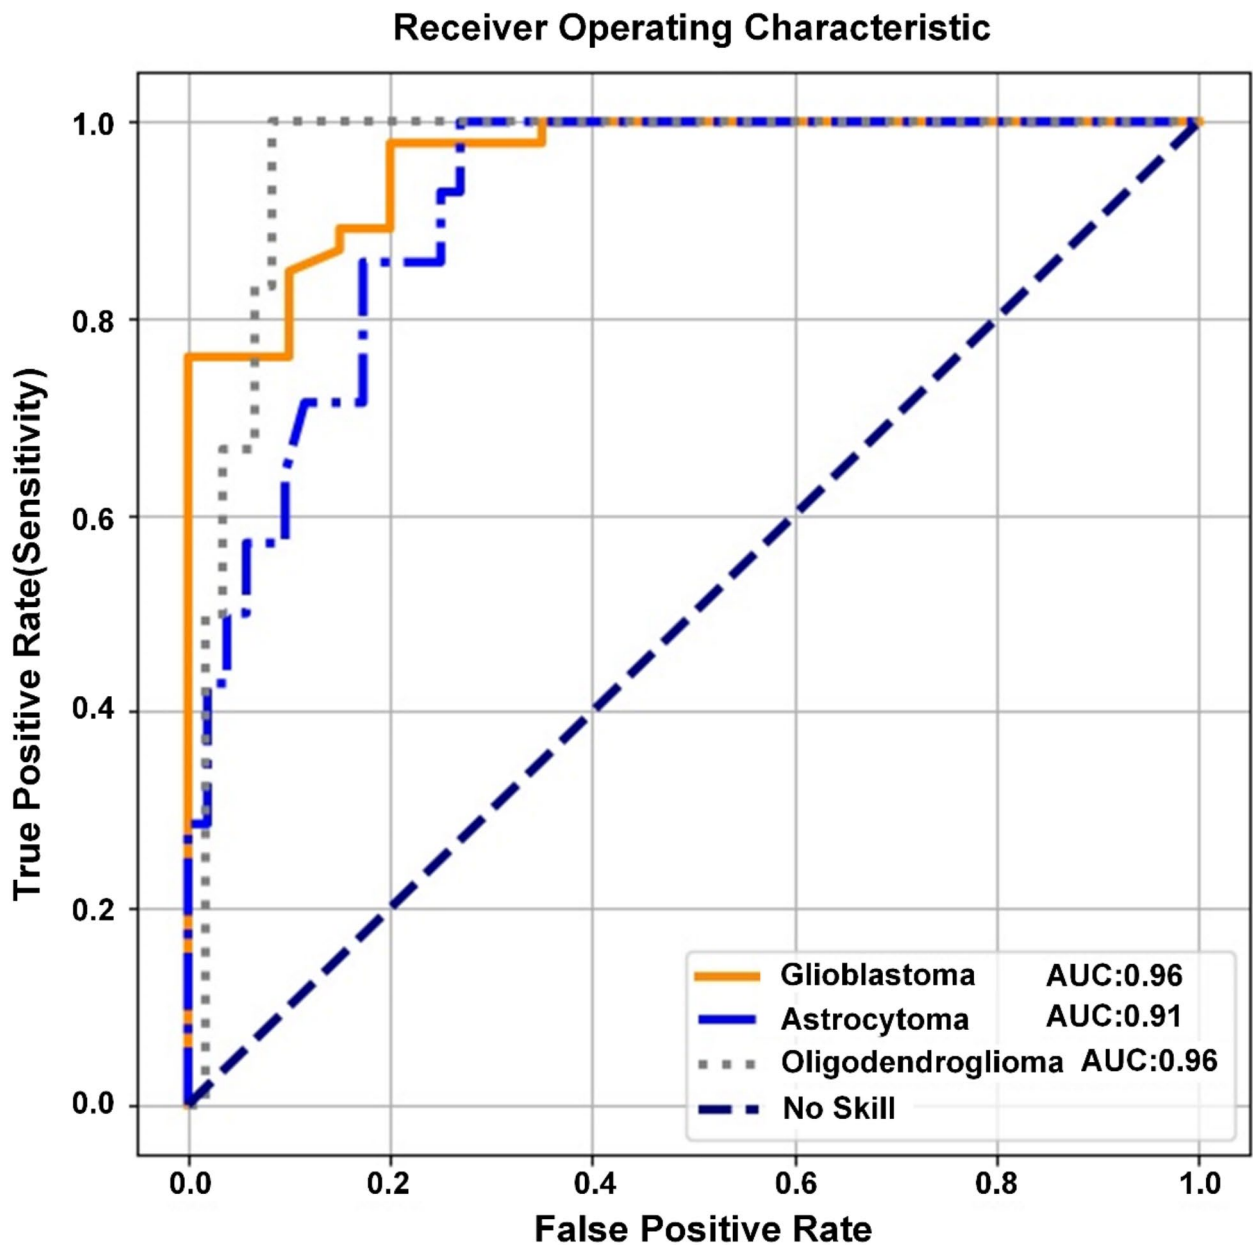 Receiver Operating Characteristic
True Positive Rate(Sensitivity)
1.0
0.8
0.6
0.4
0.2
0.0
0.0 0.2 0.4 0.6 0.8 1.0
False Positive Rate
Glioblastoma AUC:0.96
Astrocytoma AUC:0.91
Oligodendroglioma AUC:0.96
No Skill